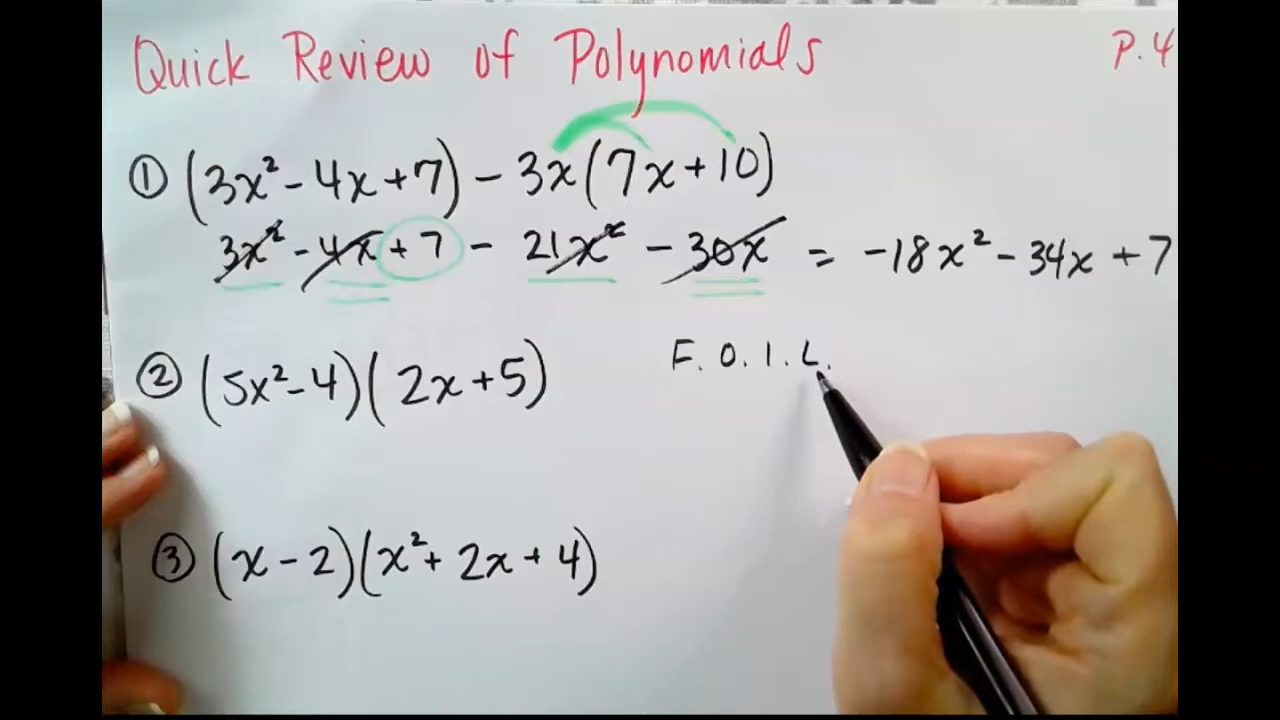 Quick Review of Polynomials P.4
① (3x² - 4x + 7) - 3x(7x + 10)
3x² - 4x + 7 - 21x² - 30x = -18x² - 34x + 7
② (5x² - 4)(2x + 5) F.O.I.L.
③ (x - 2)(x² + 2x + 4)